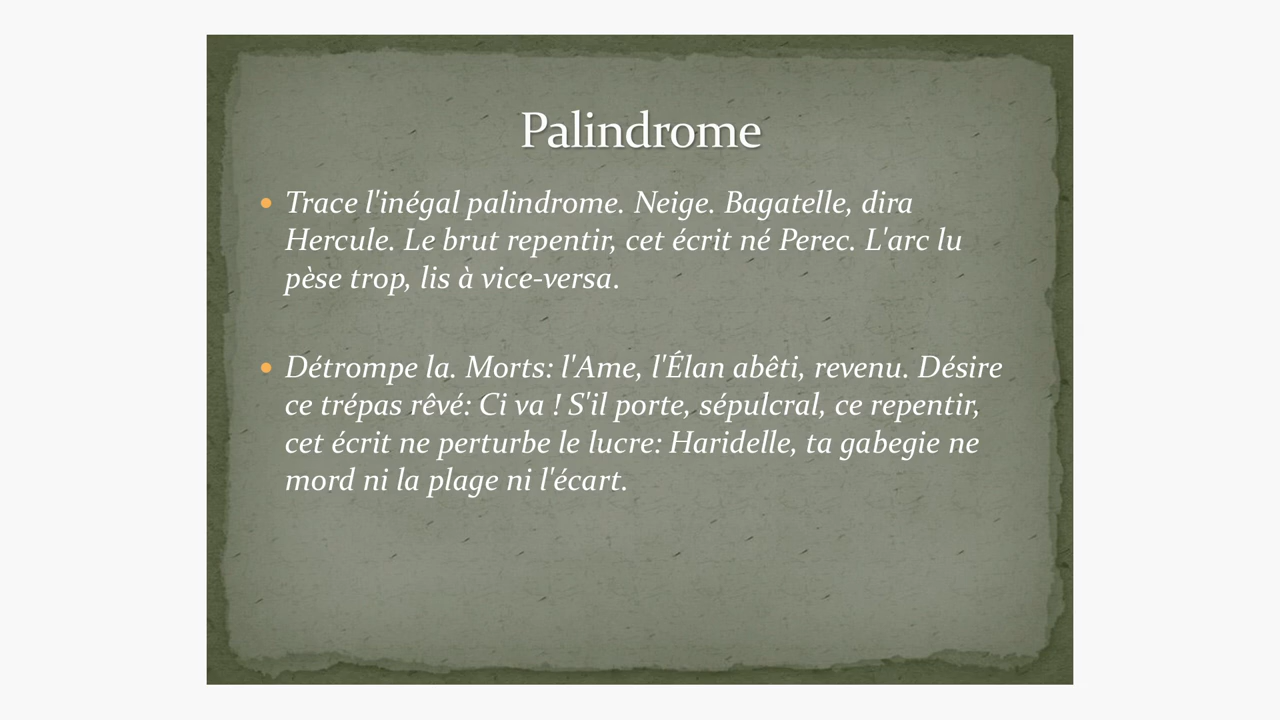 Palindrome
Trace l'inégal palindrome. Neige. Bagatelle, dira
Hercule. Le brut repentir, cet écrit né Perec. L'arc lu
pèse trop, lis à vice-versa.
Détrompe la. Morts: l'Ame, l'Élan abêti, revenu. Désire
ce trépas rêvé: Ci va ! S'il porte, sépulcral, ce repentir,
cet écrit ne perturbe le lucre: Haridelle, ta gabegie ne
mord ni la plage ni l'écart.